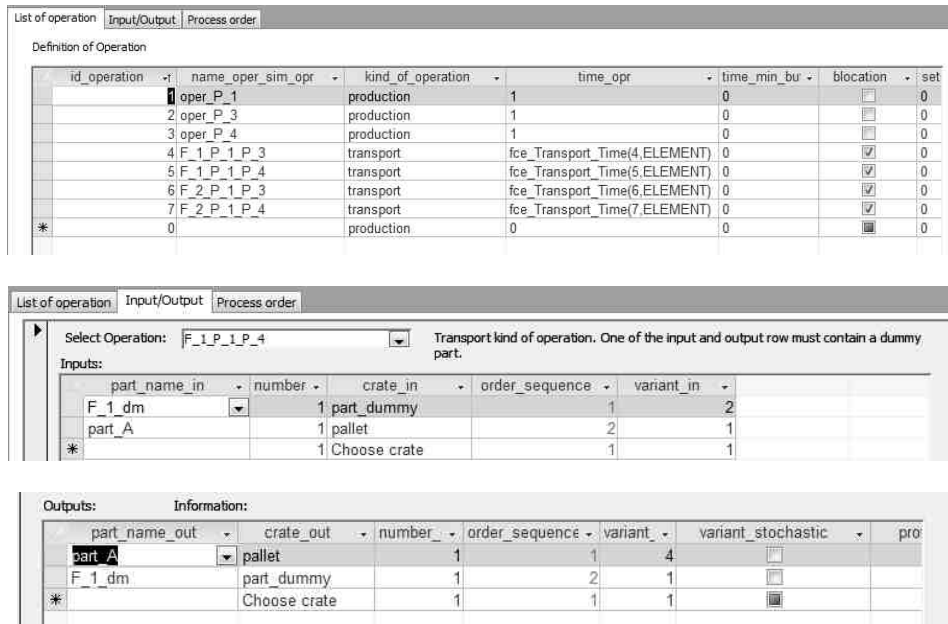 List of operation Input/Output Process order
Definition of Operation
id_operation name_oper_sim_opr kind_of_operation time_opr time_min_bu blocation set
1 oper_P_1 production 1 0 0
2 oper_P_3 production 1 0 0
3 oper_P_4 production 1 0 0
4 F_1_P_1_P_3 transport fce_Transport_Time(4,ELEMENT) 0 0
5 F_1_P_1_P_4 transport fce_Transport_Time(5,ELEMENT) 0 0
6 F_2_P_1_P_3 transport fce_Transport_Time(6,ELEMENT) 0 0
7 F_2_P_1_P_4 transport fce_Transport_Time(7,ELEMENT) 0 0
* 0 production 0 0 0
List of operation Input/Output Process order
Select Operation: F_1_P_1_P_4 Transport kind of operation. One of the input and output row must contain a dummy
part.
Inputs:
part_name_in number crate_in order_sequence variant_in
F_1_dm 1 part_dummy 1 2
part_A 1 pallet 2 1
* 1 Choose crate 1 1
Outputs: Information:
part_name_out crate_out number_ order_sequence variant_ variant_stochastic pro
part_A pallet 1 1 4
F_1_dm part_dummy 1 2 1
* Choose crate 1 1 1